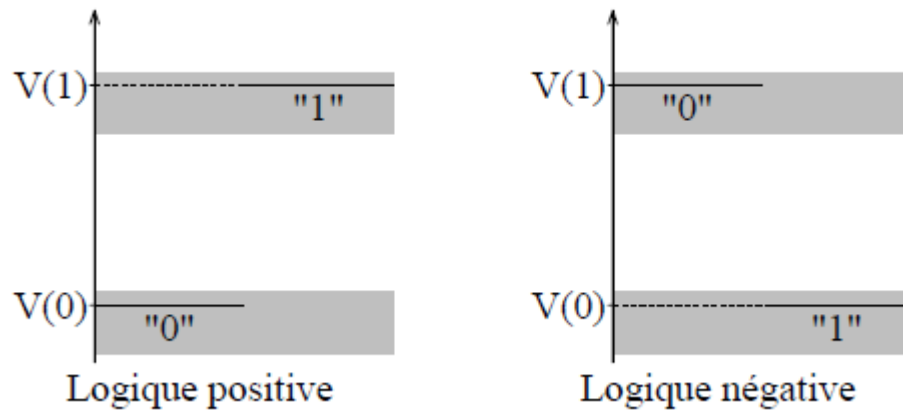 V(1)
"1"
V(0)
"0"
Logique positive
V(1)
"0"
V(0)
"1"
Logique négative